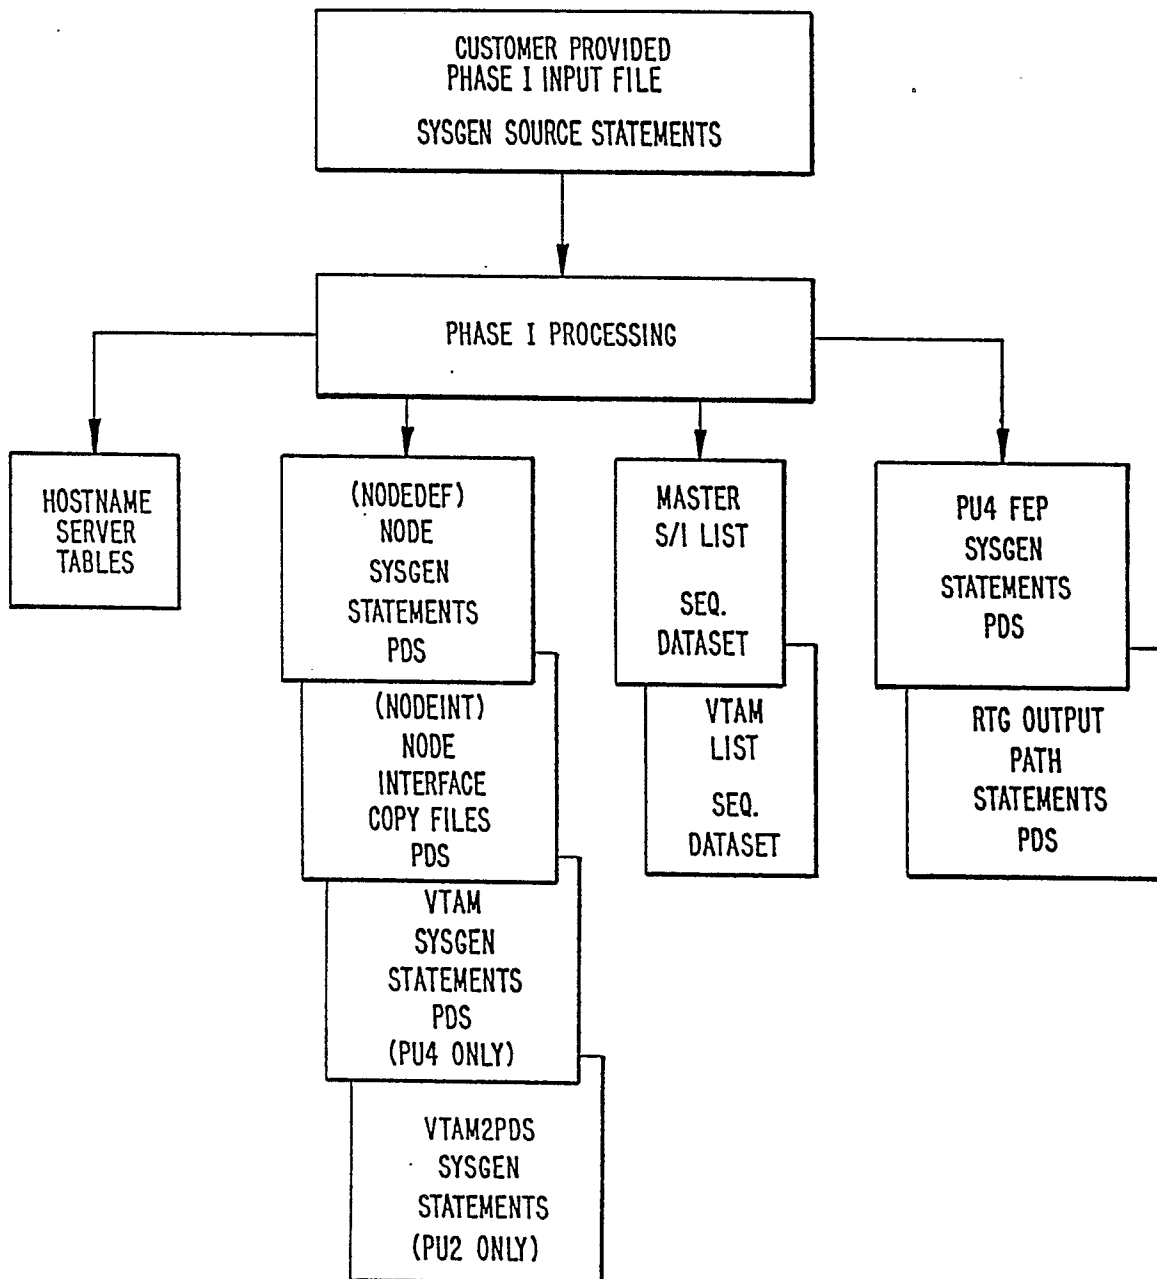 CUSTOMER PROVIDED
PHASE I INPUT FILE
SYSGEN SOURCE STATEMENTS
PHASE I PROCESSING
HOSTNAME
SERVER
TABLES
(NODEDEF)
NODE
SYSGEN
STATEMENTS
PDS
(NODEINT)
NODE
INTERFACE
COPY FILES
PDS
VTAM
SYSGEN
STATEMENTS
PDS
(PU4 ONLY)
VTAM2PDS
SYSGEN
STATEMENTS
(PU2 ONLY)
MASTER
S/I LIST
SEQ.
DATASET
VTAM
LIST
SEQ.
DATASET
PU4 FEP
SYSGEN
STATEMENTS
PDS
RTG OUTPUT
PATH
STATEMENTS
PDS